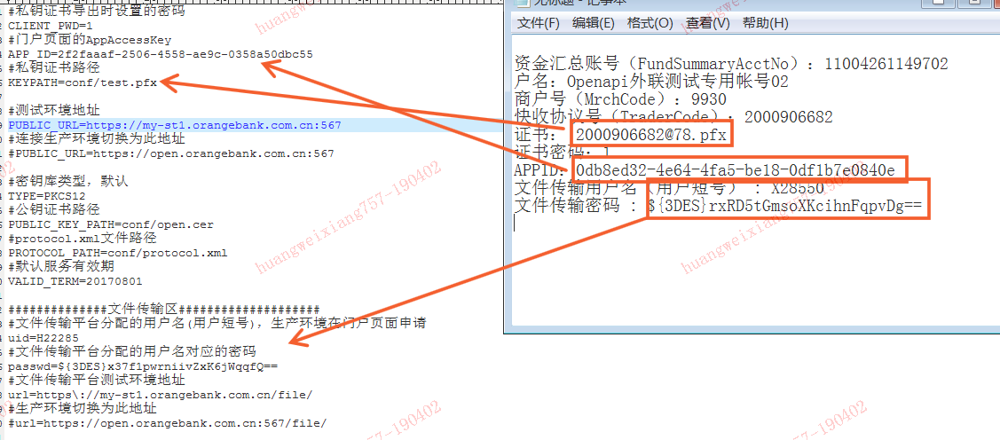 #私钥证书导出时设置的密码
CLIENT_PWD=1
#门户页面的AppAccessKey
APP_ID=2f2faaaf-2506-4558-ae9c-0358a50dbc55
#私钥证书路径
KEYPATH=conf/test.pfx
#测试环境地址
PUBLIC_URL=https://my-st1.orangebank.com.cn:567
#连接生产环境切换为此地址
#PUBLIC_URL=https://open.orangebank.com.cn:567
#密钥库类型，默认
TYPE=PKCS12
#公钥证书路径
PUBLIC_KEY_PATH=conf/open.cer
#protocol.xml文件路径
PROTOCOL_PATH=conf/protocol.xml
#默认服务有效期
VALID_TERM=20170801
##############文件传输区####################
#文件传输平台分配的用户名(用户短号)，生产环境在门户页面申请
uid=H22285
#文件传输平台分配的用户名对应的密码
passwd=${3DES}x37f1pwrniivZxK6jWqqfQ==
#文件传输平台测试环境地址
url=https\://my-st1.orangebank.com.cn/file/
#生产环境切换为此地址
#url=https://open.orangebank.com.cn:567/file/
无标题 - 记事本
文件(F) 编辑(E) 格式(O) 查看(V) 帮助(H)
资金汇总账号（FundSummaryAcctNo）：11004261149702
户名：Openapi外联测试专用帐号02
商户号（MrchCode）：9930
快收协议号（TraderCode）：2000906682
证书： 2000906682@78.pfx
证书密码：1
APPID：0db8ed32-4e64-4fa5-be18-0df1b7e0840e
文件传输用户名（用户短号） ：X28550
文件传输密码 : ${3DES}rxRD5tGmsoXKcihnFqpvDg==
huangweixiang757-190402
huangweixiang757-190402
huangweixiang757-190402
huangweixiang757-190402